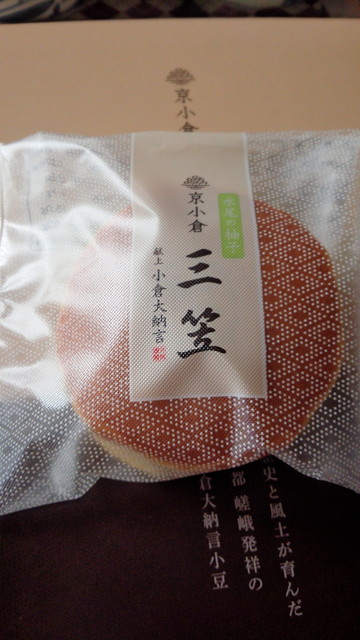 京小倉
水尾の柚子
京小倉
三笠
献上 小倉大納言
史と風土が育んだ
都 嵯峨発祥の
倉大納言小豆